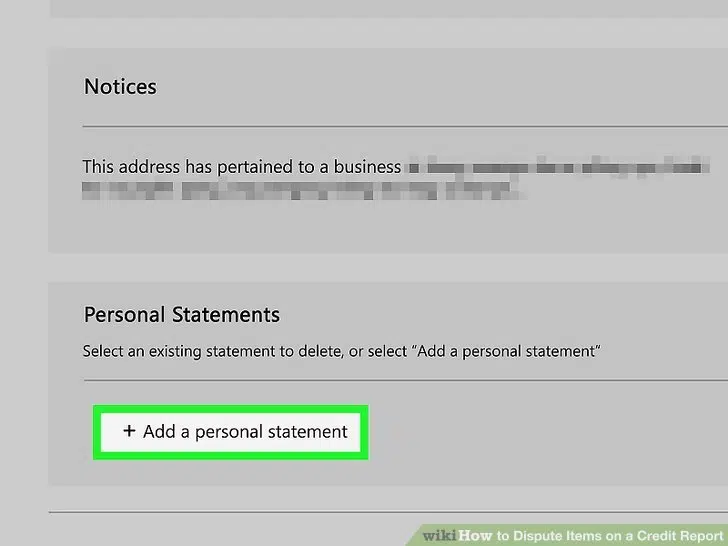 Notices
This address has pertained to a business
Personal Statements
Select an existing statement to delete, or select “Add a personal statement”
+ Add a personal statement
wikiHow to Dispute Items on a Credit Report